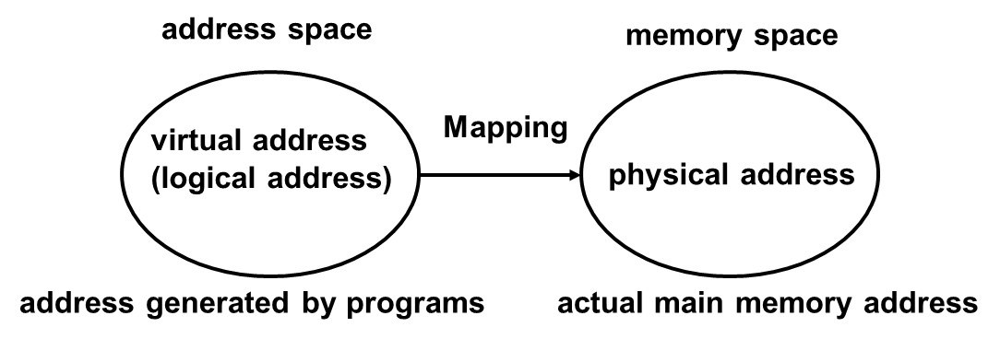 address space
memory space
virtual address
(logical address)
Mapping
physical address
address generated by programs
actual main memory address